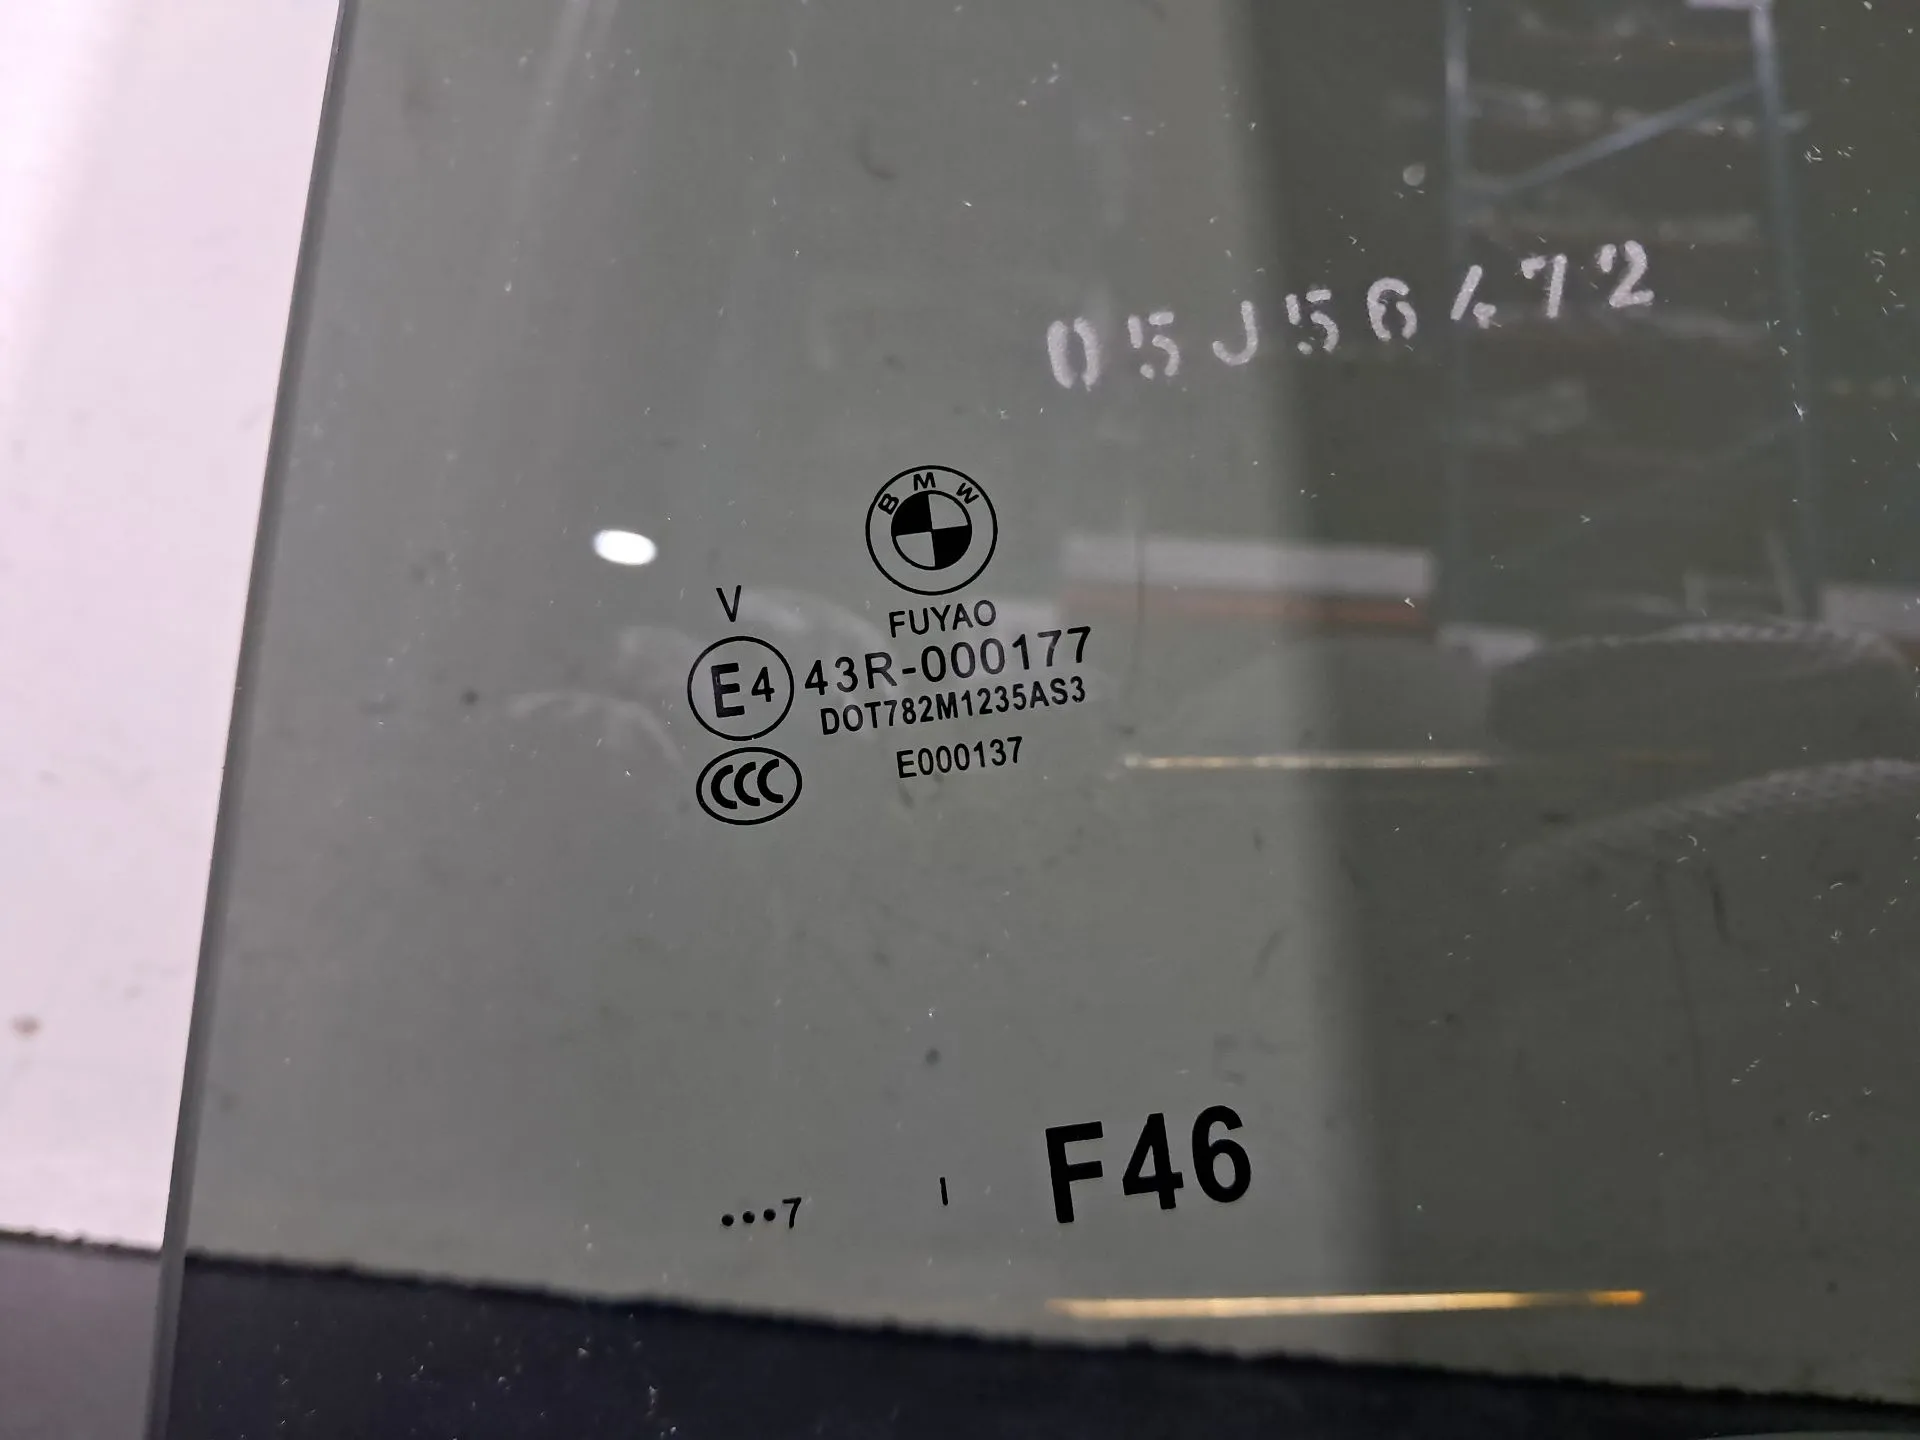 05J56472
BMW
FUYAO
V
E4 43R-000177
DOT782M1235AS3
CCC E000137
•••7 I F46